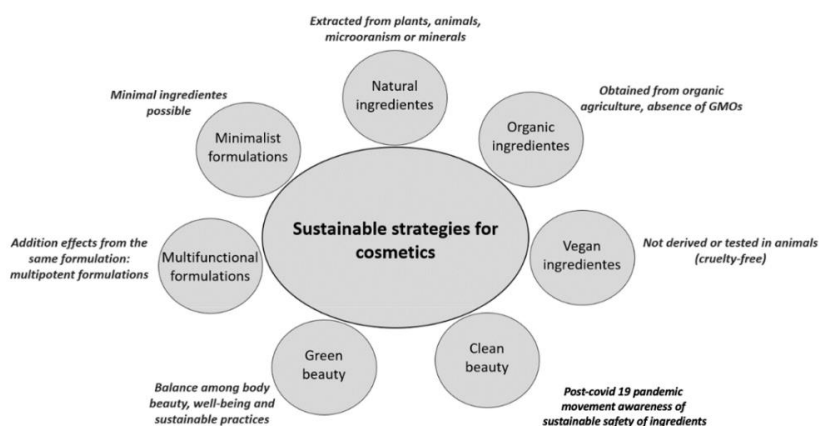 Extracted from plants, animals,
microoranism or minerals
Natural
ingredientes
Minimal ingredientes
possible
Minimalist
formulations
Obtained from organic
agriculture, absence of GMOs
Organic
ingredientes
Sustainable strategies for
cosmetics
Addition effects from the
same formulation:
multipotent formulations
Multifunctional
formulations
Vegan
ingredientes
Not derived or tested in animals
(cruelty-free)
Green
beauty
Clean
beauty
Balance among body
beauty, well-being and
sustainable practices
Post-covid 19 pandemic
movement awareness of
sustainable safety of ingredients